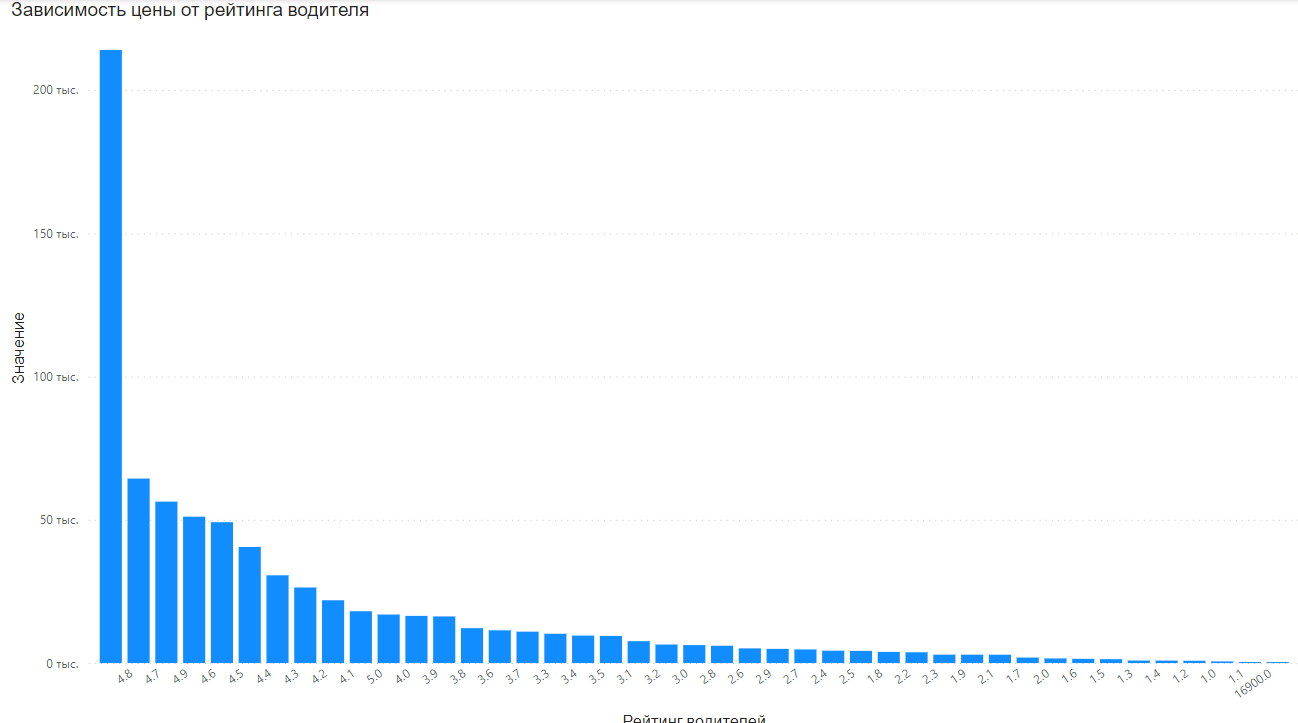 Зависимость цены от рейтинга водителя
200 тыс.
150 тыс.
100 тыс.
50 тыс.
0 тыс.
Значение
4.8 4.7 4.9 4.6 4.5 4.4 4.3 4.2 4.1 5.0 4.0 3.9 3.8 3.6 3.7 3.3 3.4 3.5 3.1 3.2 3.0 2.8 2.6 2.9 2.7 2.4 2.5 1.8 2.2 2.3 1.9 2.1 1.7 2.0 1.6 1.5 1.3 1.4 1.2 1.0 1.1 16900.0
Рейтинг водителей